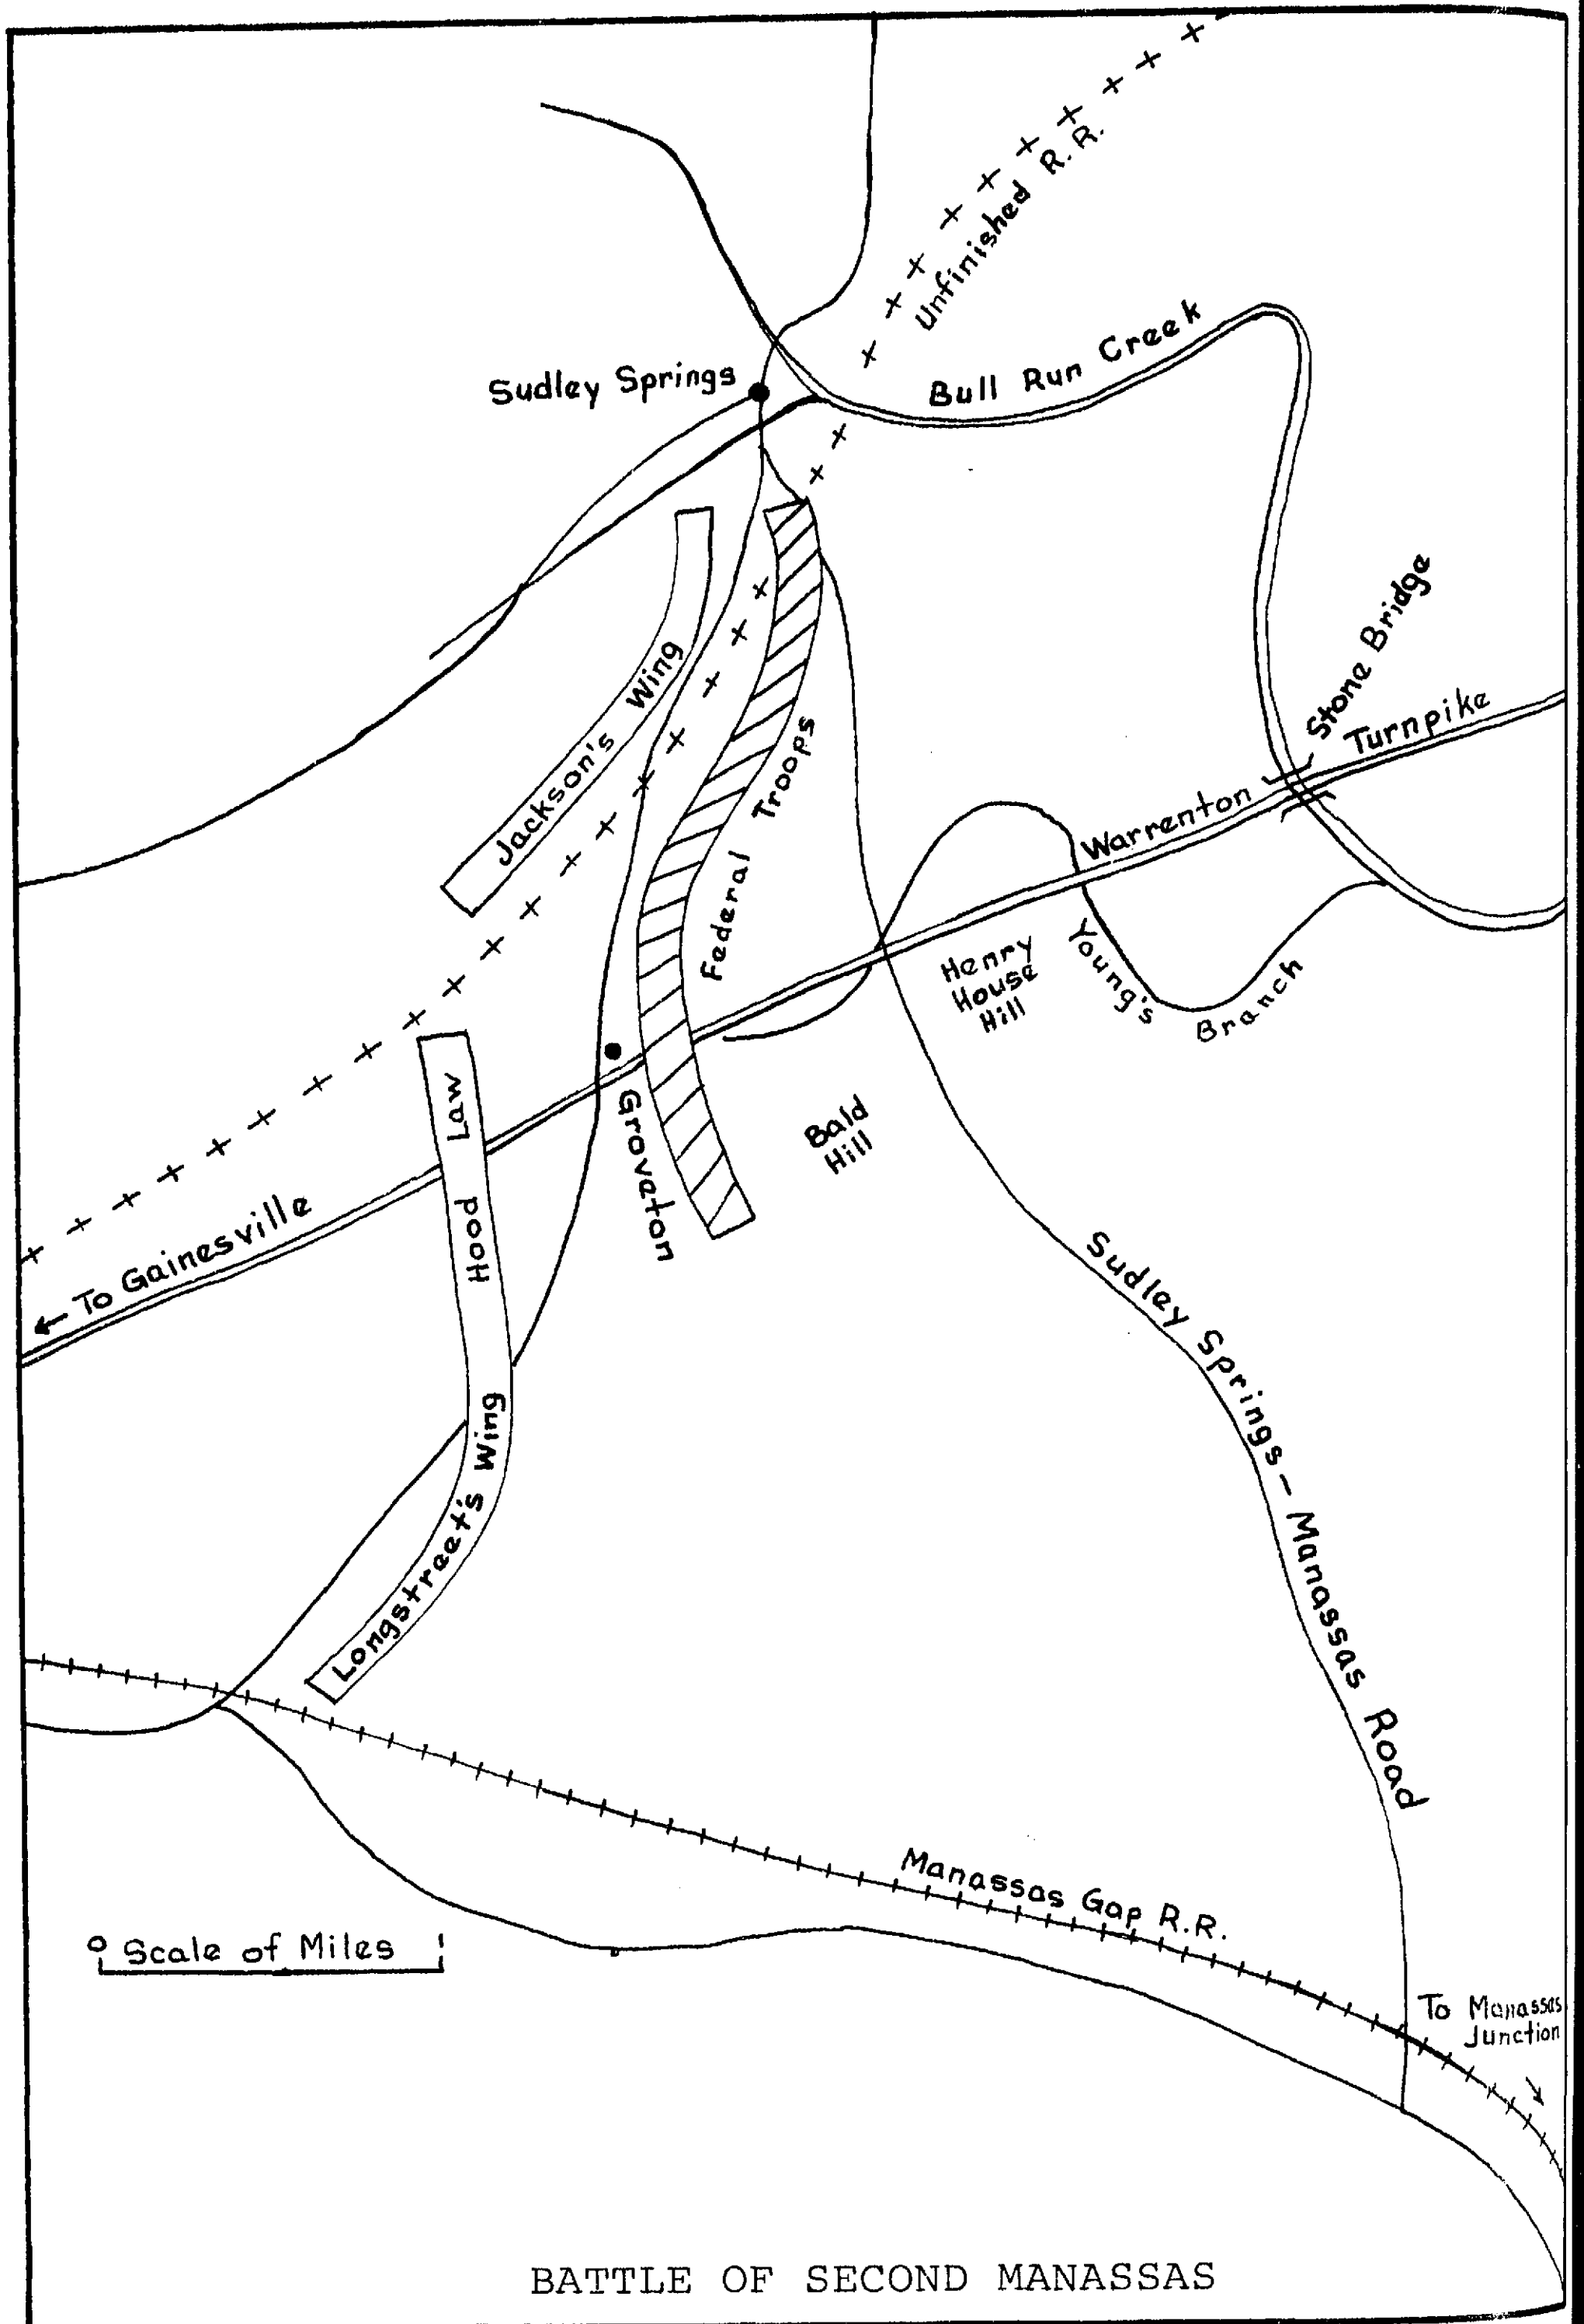 Unfinished R.R.
Bull Run Creek
Sudley Springs
Stone Bridge
Jackson's Wing
Federal Troops
Warrenton Turnpike
Henry
House
Hill
Young's Branch
Law
Hood
Groveton
Bald
Hill
← To Gainesville
Longstreet's Wing
Sudley Springs - Manassas Road
Manassas Gap R.R.
0 Scale of Miles 1
To Manassas
Junction
BATTLE OF SECOND MANASSAS